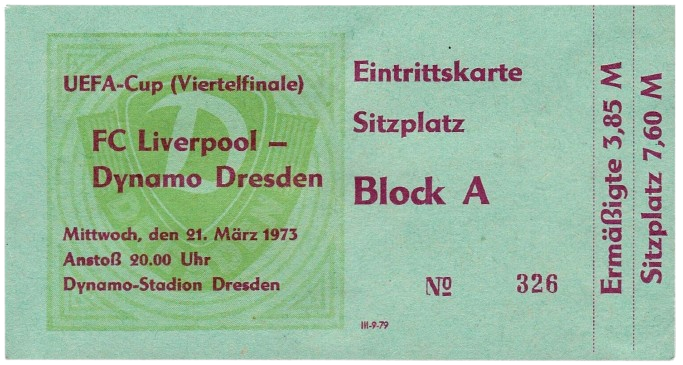 UEFA-Cup (Viertelfinale)
FC Liverpool –
Dynamo Dresden
Mittwoch, den 21. März 1973
Anstoß 20.00 Uhr
Dynamo-Stadion Dresden
Eintrittskarte
Sitzplatz
Block A
Nº 326
III-9-79
Ermäßigte 3,85 M
Sitzplatz 7,60 M
D